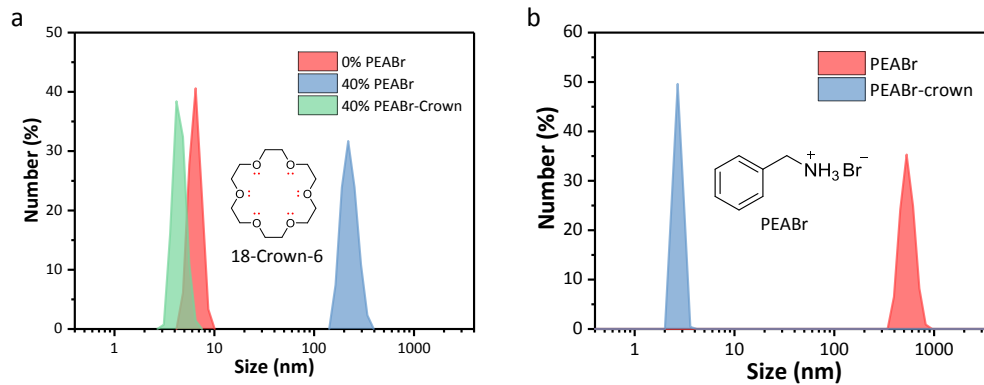 a
50
40
30
20
10
0
Number (%)
0% PEABr
40% PEABr
40% PEABr-Crown
O
O
O
O
O
O
18-Crown-6
1
10
100
1000
Size (nm)
b
60
50
40
30
20
10
0
Number (%)
PEABr
PEABr-crown
+
NH3 Br−
PEABr
1
10
100
1000
Size (nm)